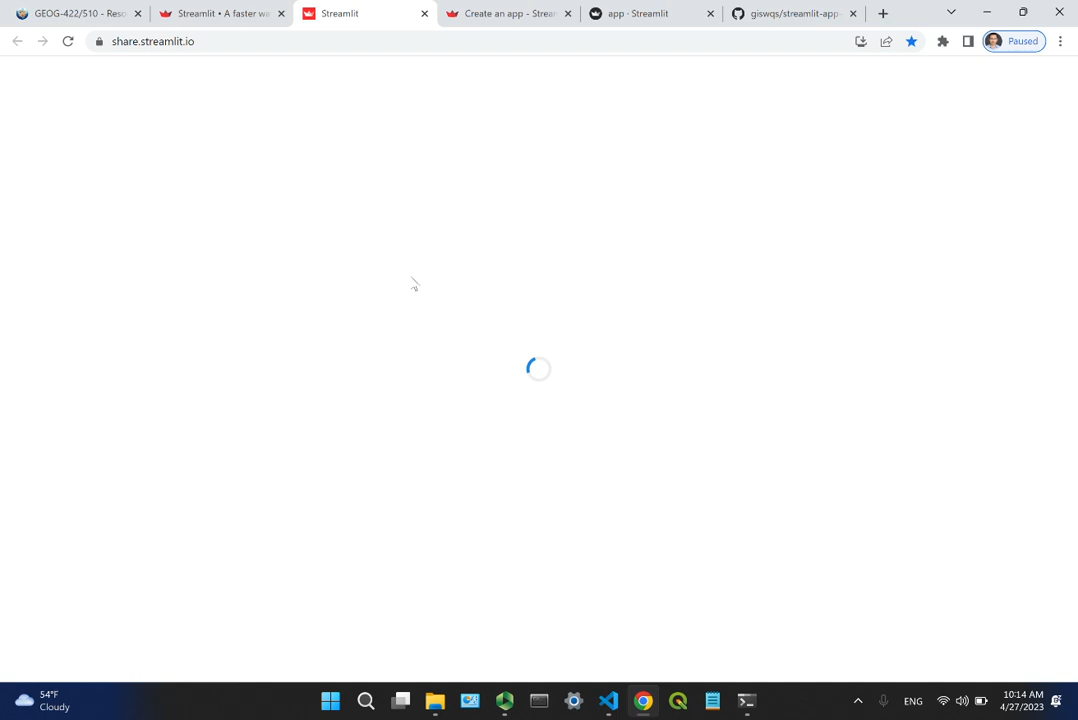 GEOG-422/510 - Reso
Streamlit • A faster wa
Streamlit
Create an app - Stream
app · Streamlit
giswqs/streamlit-app-
share.streamlit.io
Paused
54°F
Cloudy
ENG
10:14 AM
4/27/2023